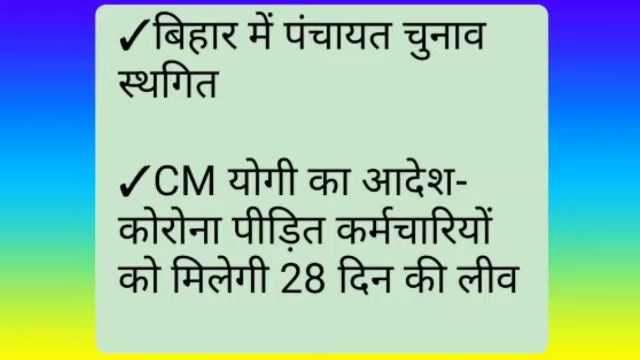 ✓बिहार में पंचायत चुनाव
स्थगित
✓CM योगी का आदेश-
कोरोना पीड़ित कर्मचारियों
को मिलेगी 28 दिन की लीव